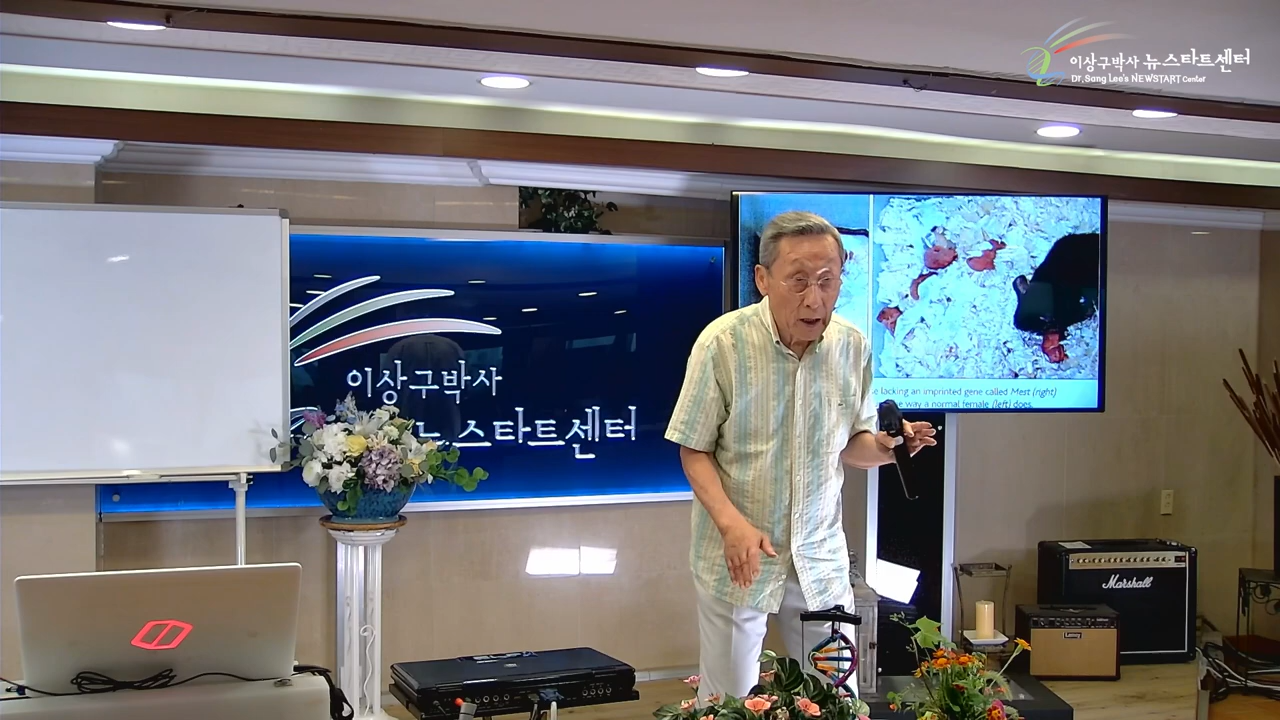 이상구박사 뉴스타트센터
Dr. Sang Lee's NEWSTART Center
이상구박사
뉴스타트센터
lacking an imprinted gene called Mest (right)
way a normal female (left) does.
Marshall
Laney